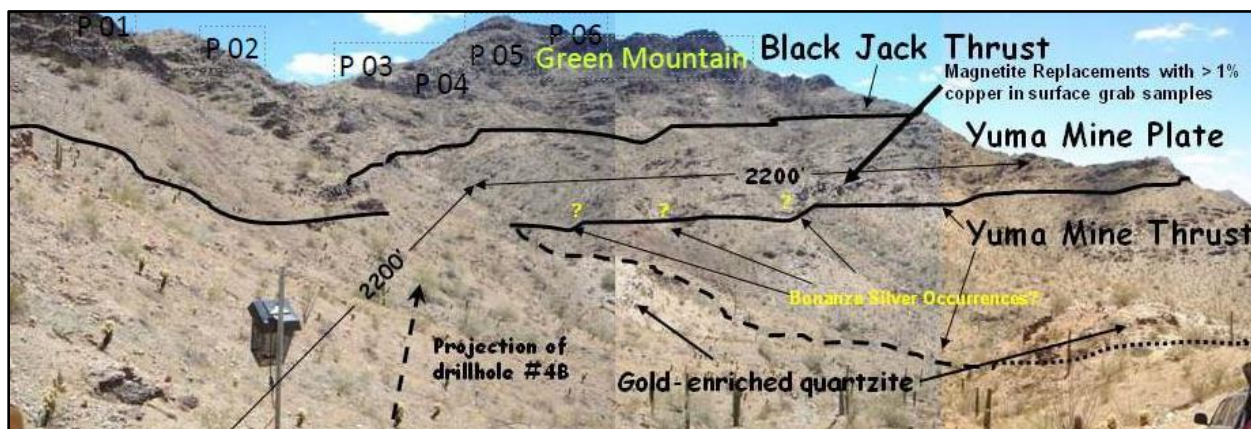 P 01
P 02
P 03
P 04
P 05
P 06
Green Mountain
Black Jack Thrust
Magnetite Replacements with > 1%
copper in surface grab samples
Yuma Mine Plate
2200'
? ? ?
Yuma Mine Thrust
2200'
Bonanza Silver Occurrences?
Projection of
drillhole #4B
Gold-enriched quartzite